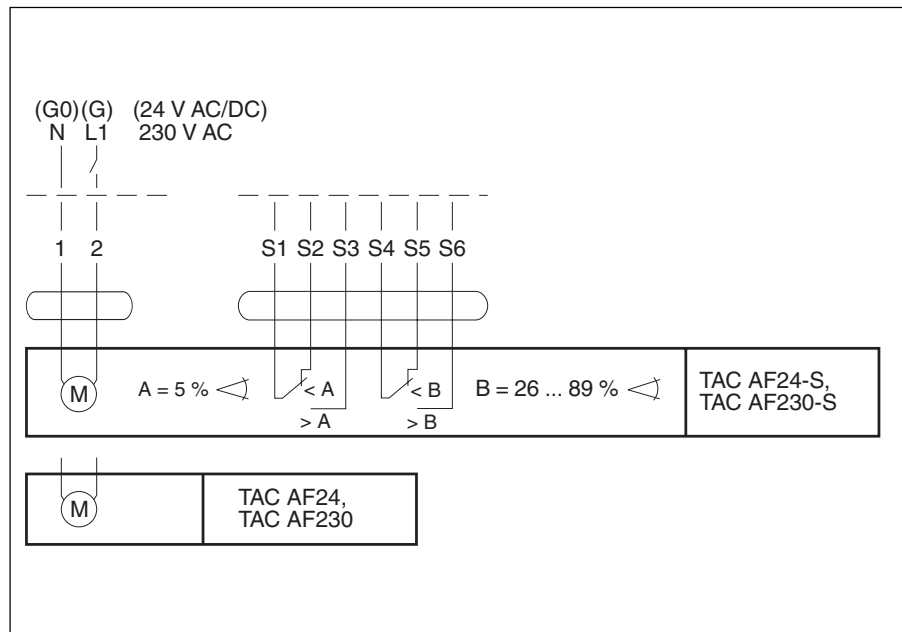 (G0) (G) (24 V AC/DC)
N L1 230 V AC
1 2 S1 S2 S3 S4 S5 S6
M A = 5 % < A < B B = 26 ... 89 % TAC AF24-S,
> A > B TAC AF230-S
M TAC AF24,
TAC AF230